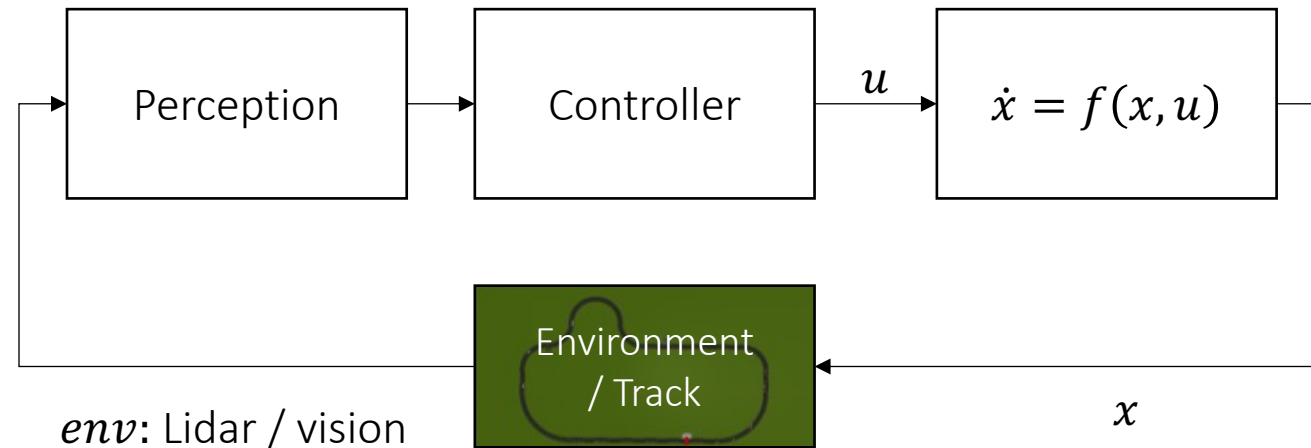 Perception
Controller
u
ẋ = f(x, u)
Environment
/ Track
x
env: Lidar / vision